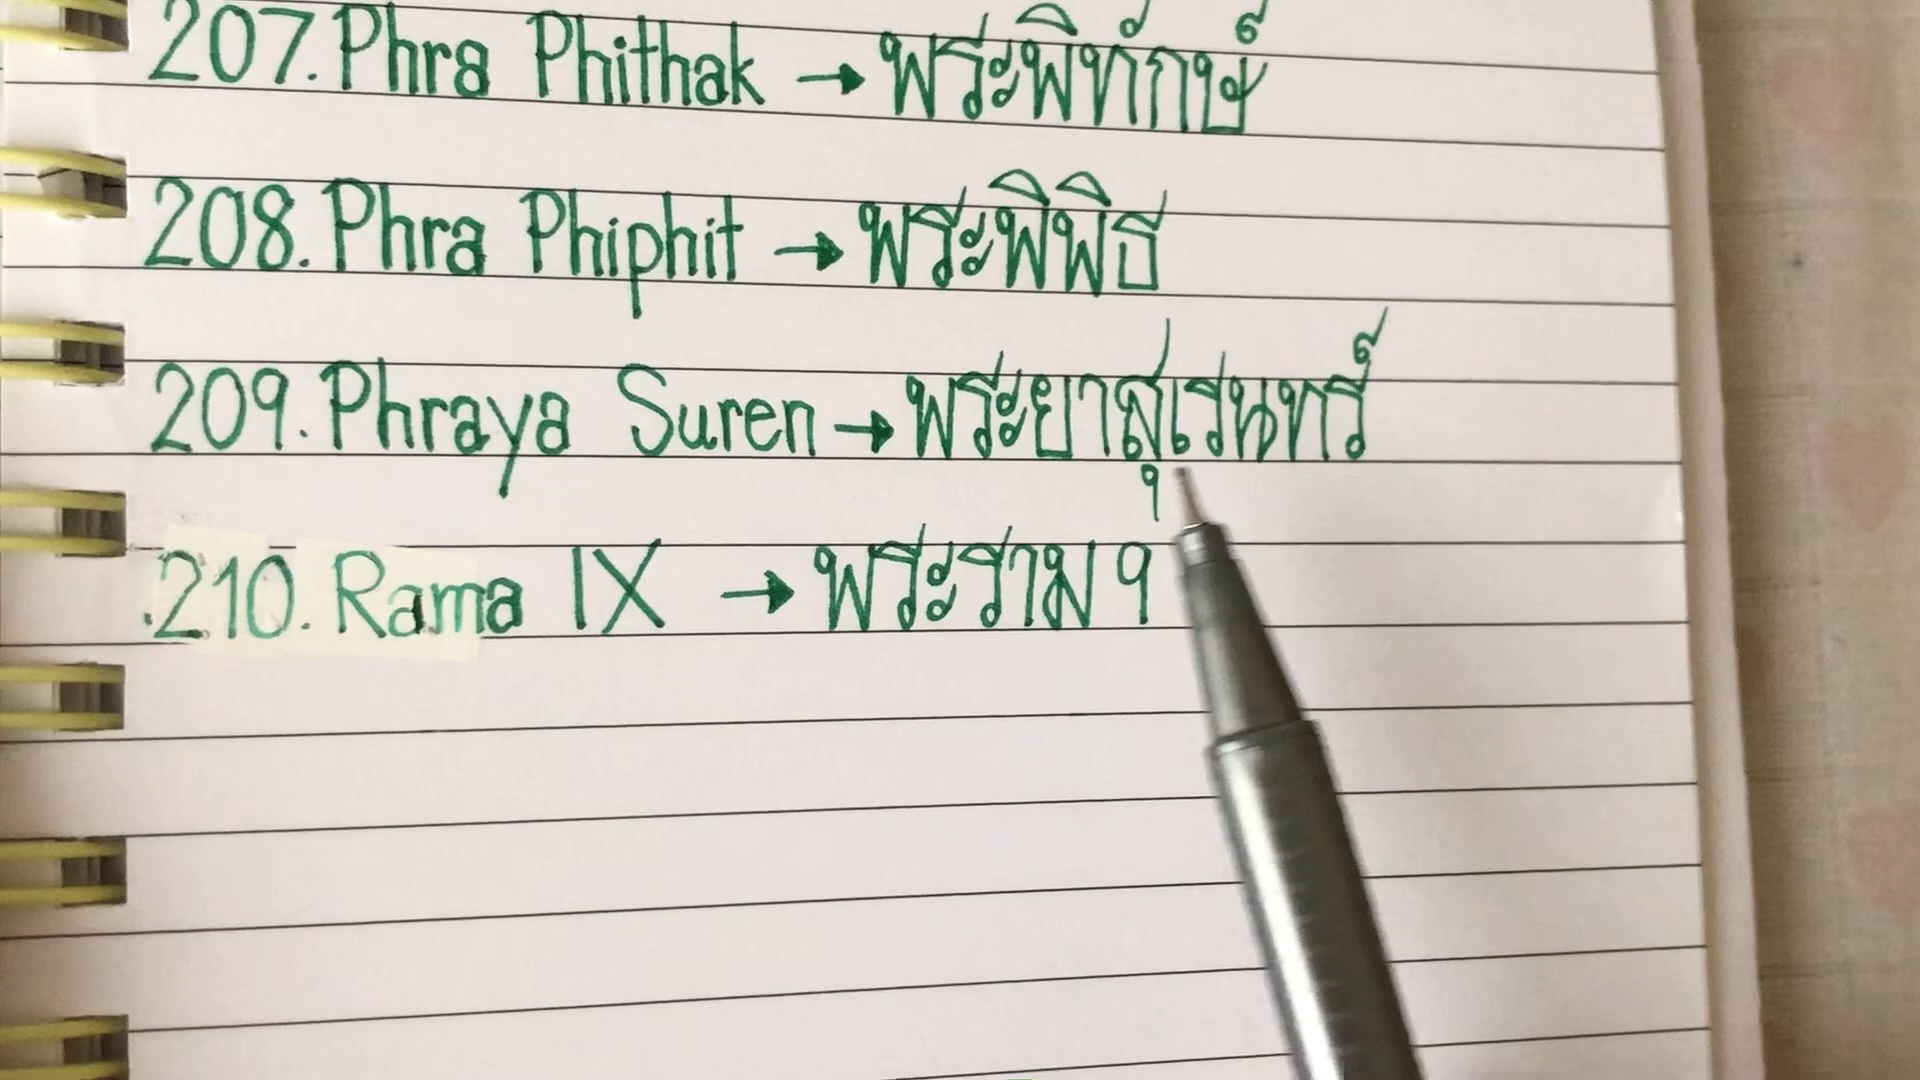 207. Phra Phithak → พระพิทักษ์
208. Phra Phiphit → พระพิพิธ
209. Phraya Suren → พระยาสุเรนทร์
210. Rama IX → พระราม ๙